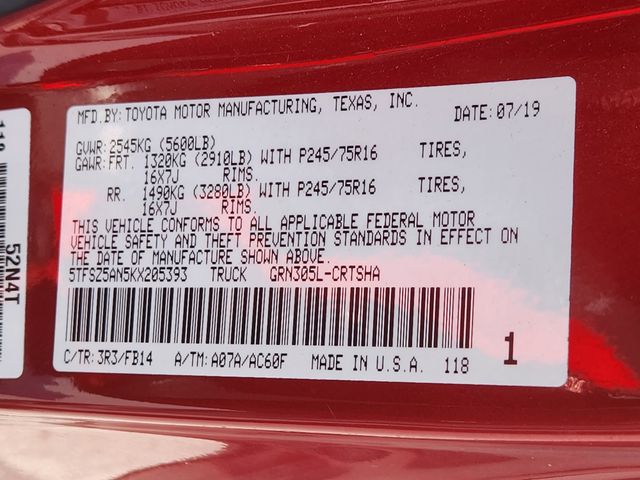 MFD.BY:TOYOTA MOTOR MANUFACTURING, TEXAS, INC. DATE:07/19
GVWR:2545KG (5600LB)
GAWR:FRT. 1320KG (2910LB) WITH P245/75R16 TIRES,
16X7J RIMS.
RR. 1490KG (3280LB) WITH P245/75R16 TIRES,
16X7J RIMS.
THIS VEHICLE CONFORMS TO ALL APPLICABLE FEDERAL MOTOR
VEHICLE SAFETY AND THEFT PREVENTION STANDARDS IN EFFECT ON
THE DATE OF MANUFACTURE SHOWN ABOVE.
5TFSZ5AN5KX205393 TRUCK GRN305L-CRTSHA
C/TR:3R3/FB14 A/TM:A07A/AC60F MADE IN U.S.A. 118
1
52N4T